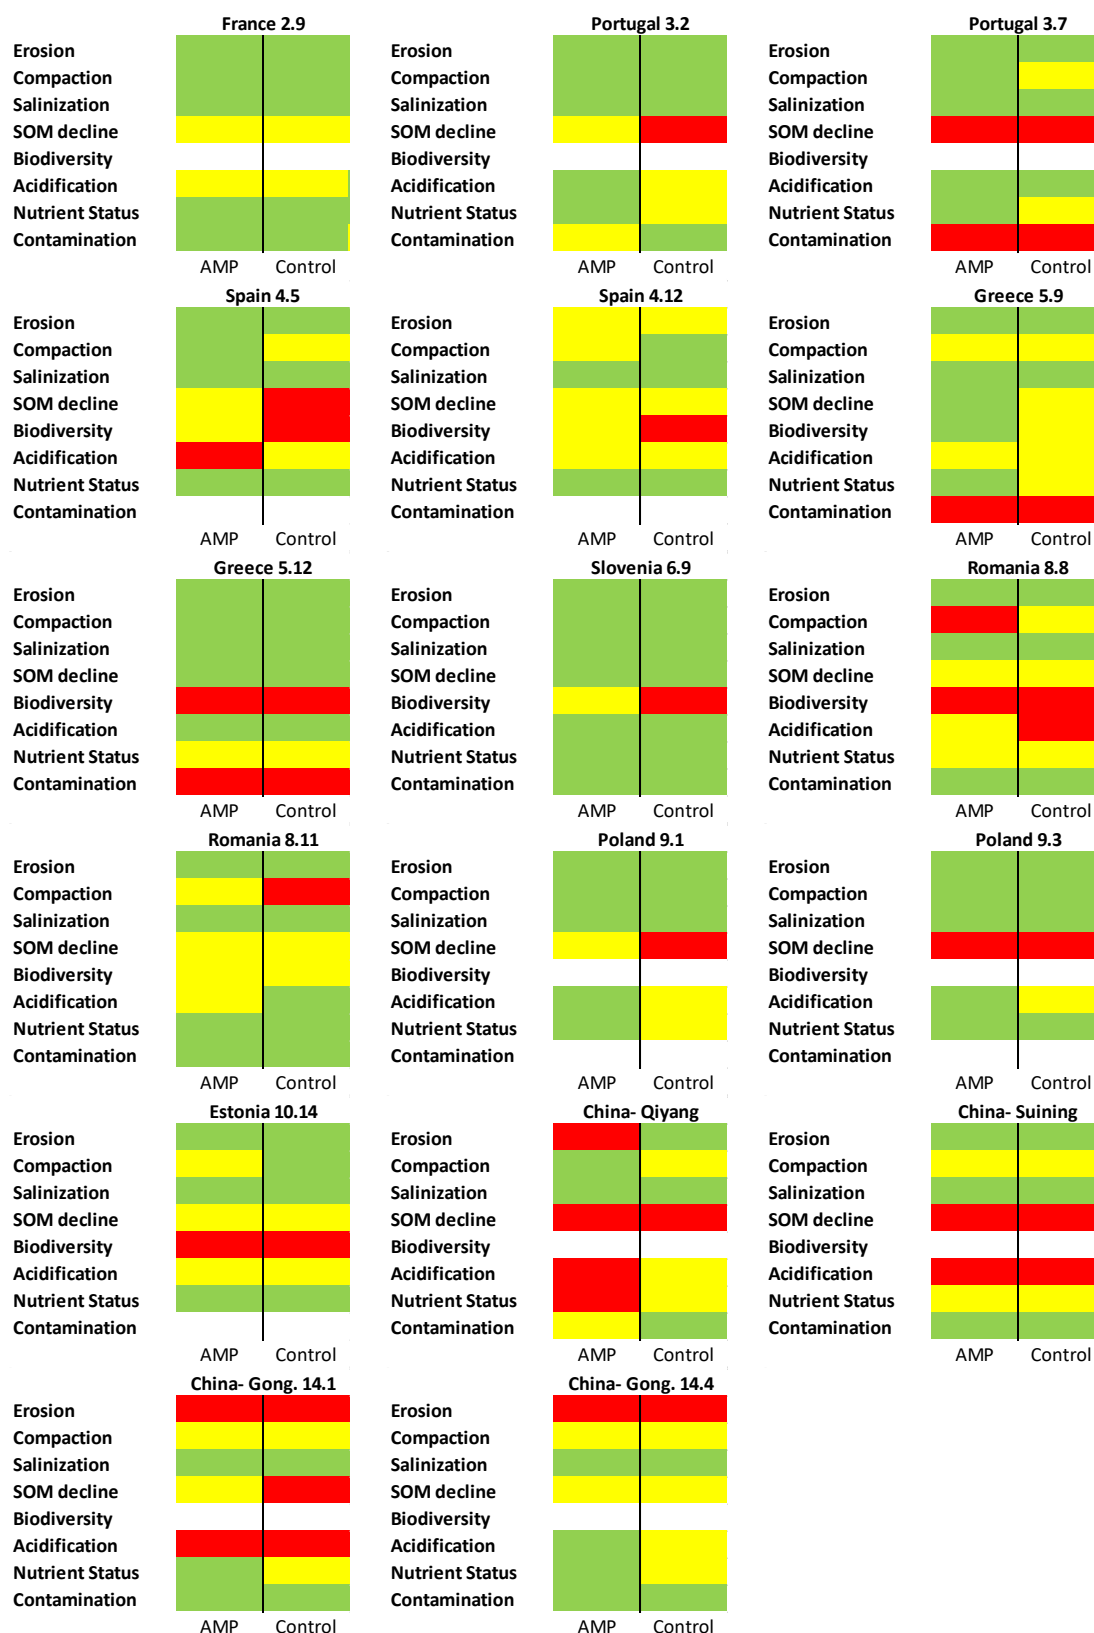 France 2.9 Portugal 3.2 Portugal 3.7
Erosion Erosion Erosion
Compaction Compaction Compaction
Salinization Salinization Salinization
SOM decline SOM decline SOM decline
Biodiversity Biodiversity Biodiversity
Acidification Acidification Acidification
Nutrient Status Nutrient Status Nutrient Status
Contamination Contamination Contamination
AMP Control AMP Control AMP Control
Spain 4.5 Spain 4.12 Greece 5.9
Erosion Erosion Erosion
Compaction Compaction Compaction
Salinization Salinization Salinization
SOM decline SOM decline SOM decline
Biodiversity Biodiversity Biodiversity
Acidification Acidification Acidification
Nutrient Status Nutrient Status Nutrient Status
Contamination Contamination Contamination
AMP Control AMP Control AMP Control
Greece 5.12 Slovenia 6.9 Romania 8.8
Erosion Erosion Erosion
Compaction Compaction Compaction
Salinization Salinization Salinization
SOM decline SOM decline SOM decline
Biodiversity Biodiversity Biodiversity
Acidification Acidification Acidification
Nutrient Status Nutrient Status Nutrient Status
Contamination Contamination Contamination
AMP Control AMP Control AMP Control
Romania 8.11 Poland 9.1 Poland 9.3
Erosion Erosion Erosion
Compaction Compaction Compaction
Salinization Salinization Salinization
SOM decline SOM decline SOM decline
Biodiversity Biodiversity Biodiversity
Acidification Acidification Acidification
Nutrient Status Nutrient Status Nutrient Status
Contamination Contamination Contamination
AMP Control AMP Control AMP Control
Estonia 10.14 China- Qiyang China- Suining
Erosion Erosion Erosion
Compaction Compaction Compaction
Salinization Salinization Salinization
SOM decline SOM decline SOM decline
Biodiversity Biodiversity Biodiversity
Acidification Acidification Acidification
Nutrient Status Nutrient Status Nutrient Status
Contamination Contamination Contamination
AMP Control AMP Control AMP Control
China- Gong. 14.1 China- Gong. 14.4
Erosion Erosion
Compaction Compaction
Salinization Salinization
SOM decline SOM decline
Biodiversity Biodiversity
Acidification Acidification
Nutrient Status Nutrient Status
Contamination Contamination
AMP Control AMP Control